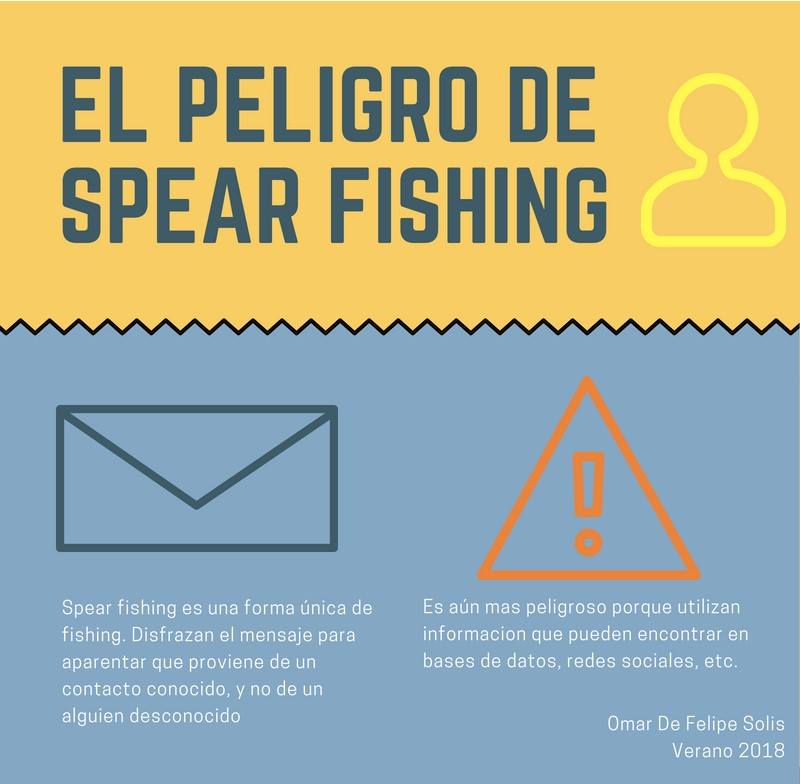 EL PELIGRO DE
SPEAR FISHING
Spear fishing es una forma única de
fishing. Disfrazan el mensaje para
aparentar que proviene de un
contacto conocido, y no de un
alguien desconocido
Es aún mas peligroso porque utilizan
informacion que pueden encontrar en
bases de datos, redes sociales, etc.
Omar De Felipe Solis
Verano 2018